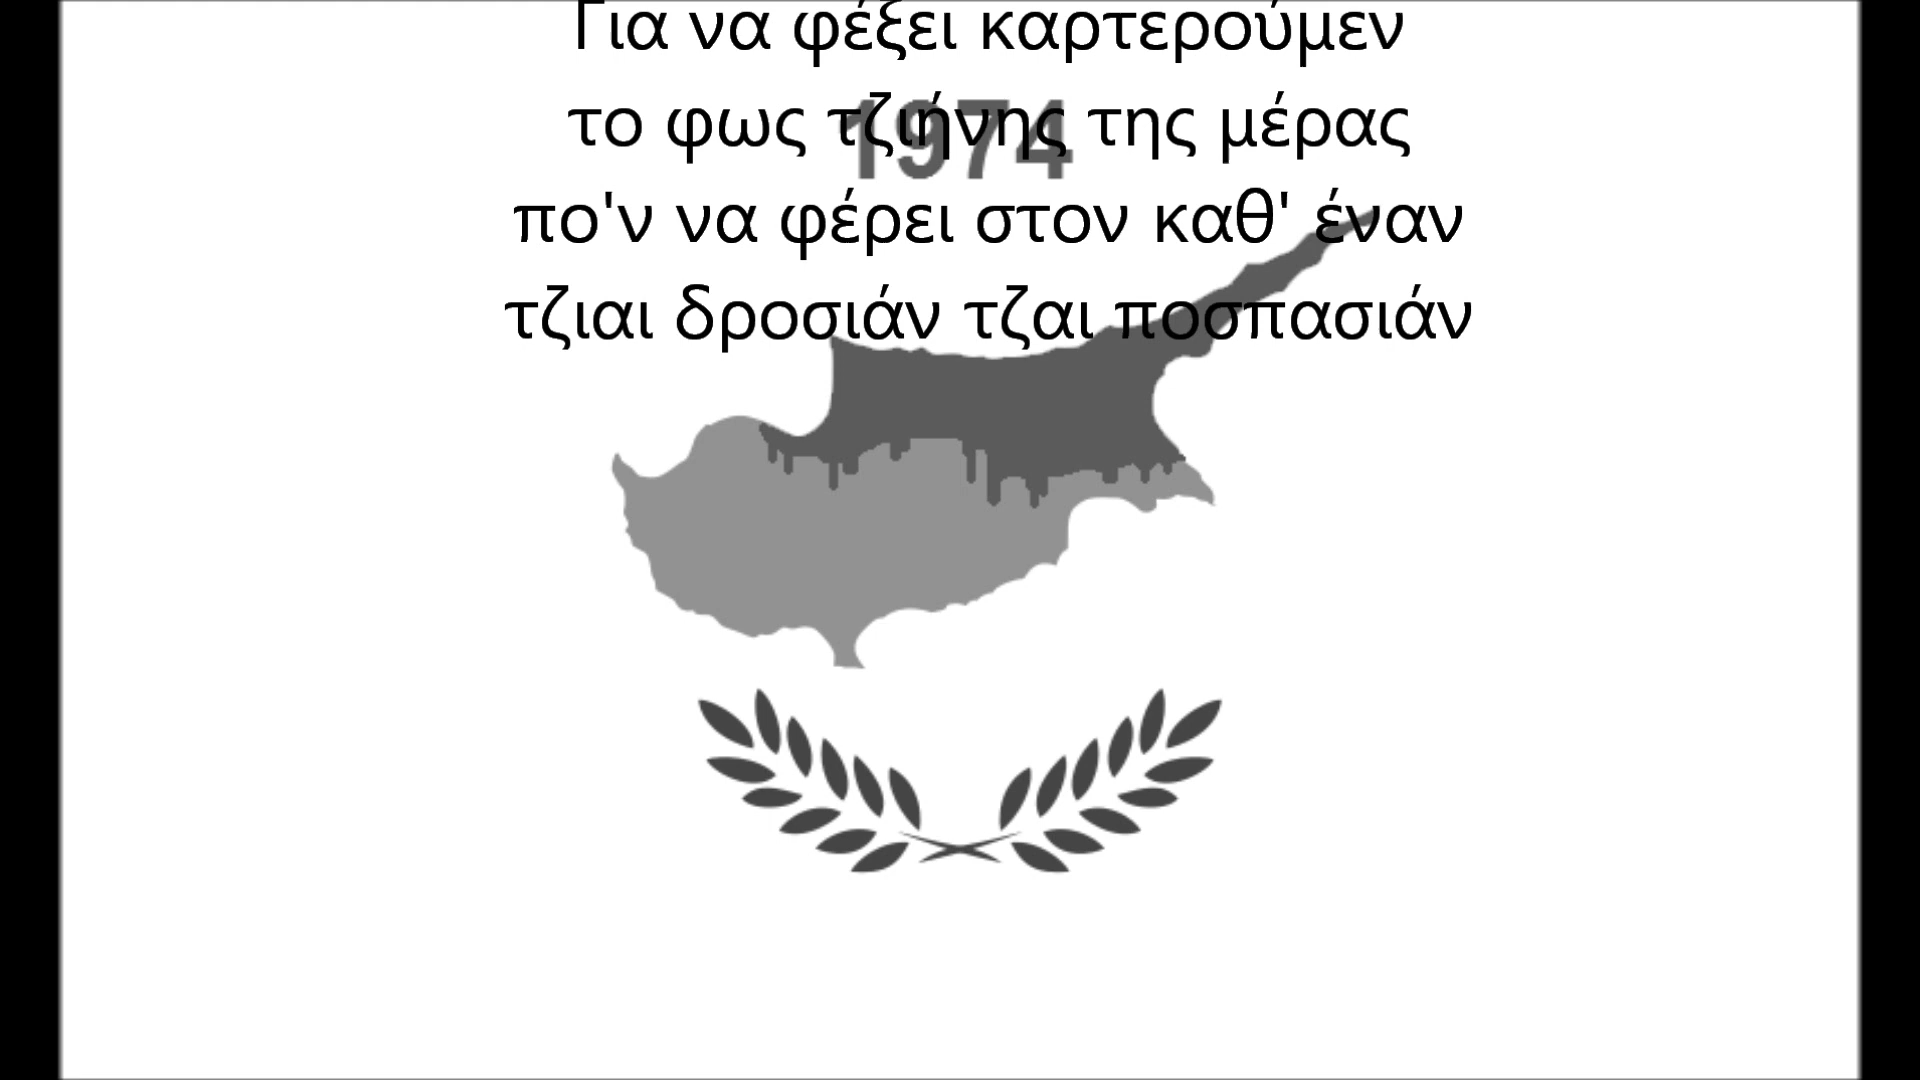 Για να φέξει καρτερούμεν
το φως τζιήνης της μέρας
1974
πο'ν να φέρει στον καθ' έναν
τζιαι δροσιάν τζαι ποσπασιάν